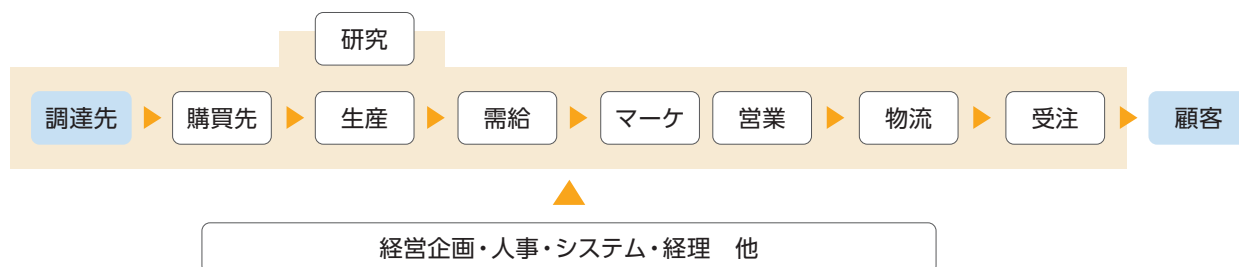 研究
調達先
購買先
生産
需給
マーケ
営業
物流
受注
顧客
経営企画・人事・システム・経理　他